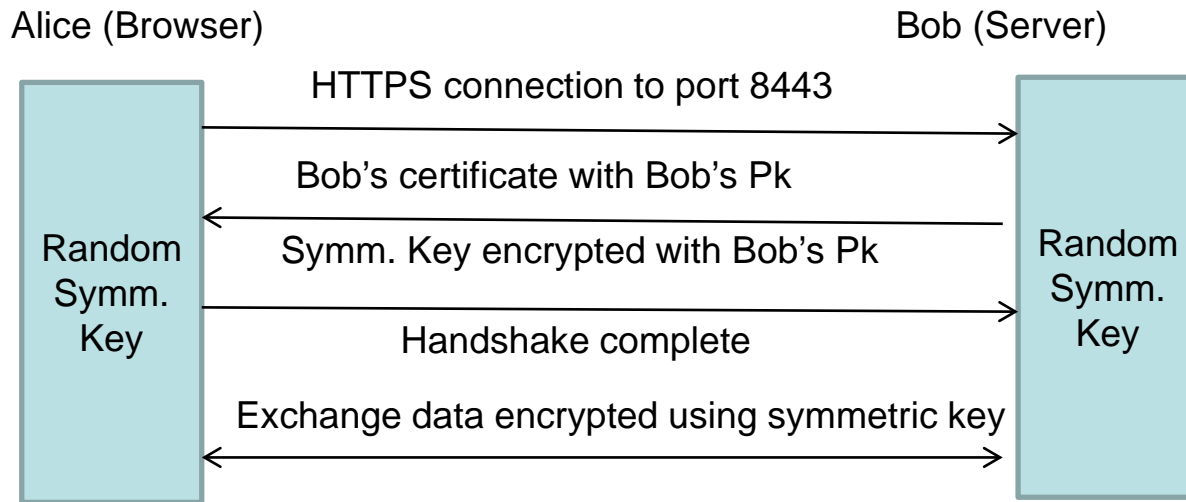 Alice (Browser)
Bob (Server)
HTTPS connection to port 8443
Bob’s certificate with Bob’s Pk
Symm. Key encrypted with Bob’s Pk
Handshake complete
Exchange data encrypted using symmetric key
Random
Symm.
Key
Random
Symm.
Key